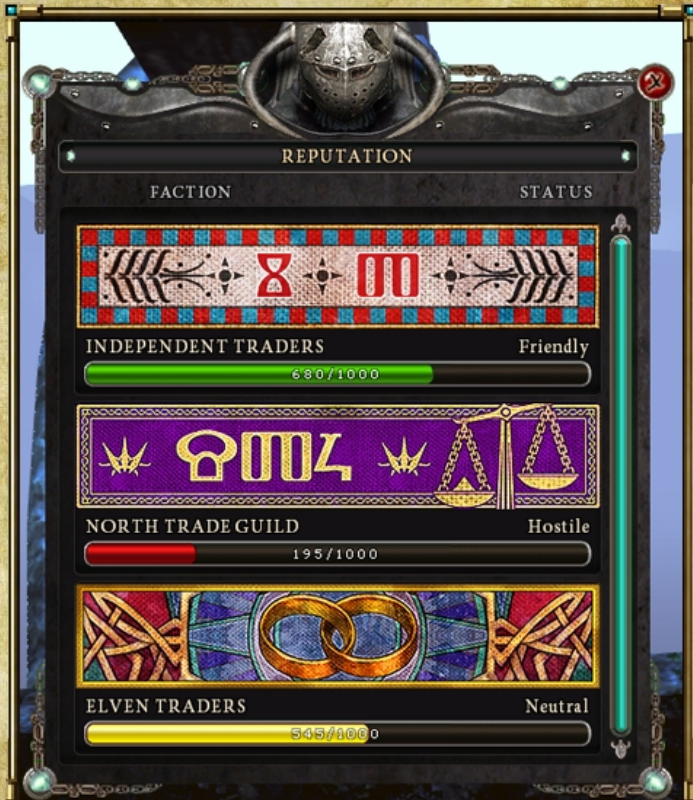 REPUTATION
FACTION STATUS
INDEPENDENT TRADERS Friendly
680/1000
NORTH TRADE GUILD Hostile
195/1000
ELVEN TRADERS Neutral
545/1000